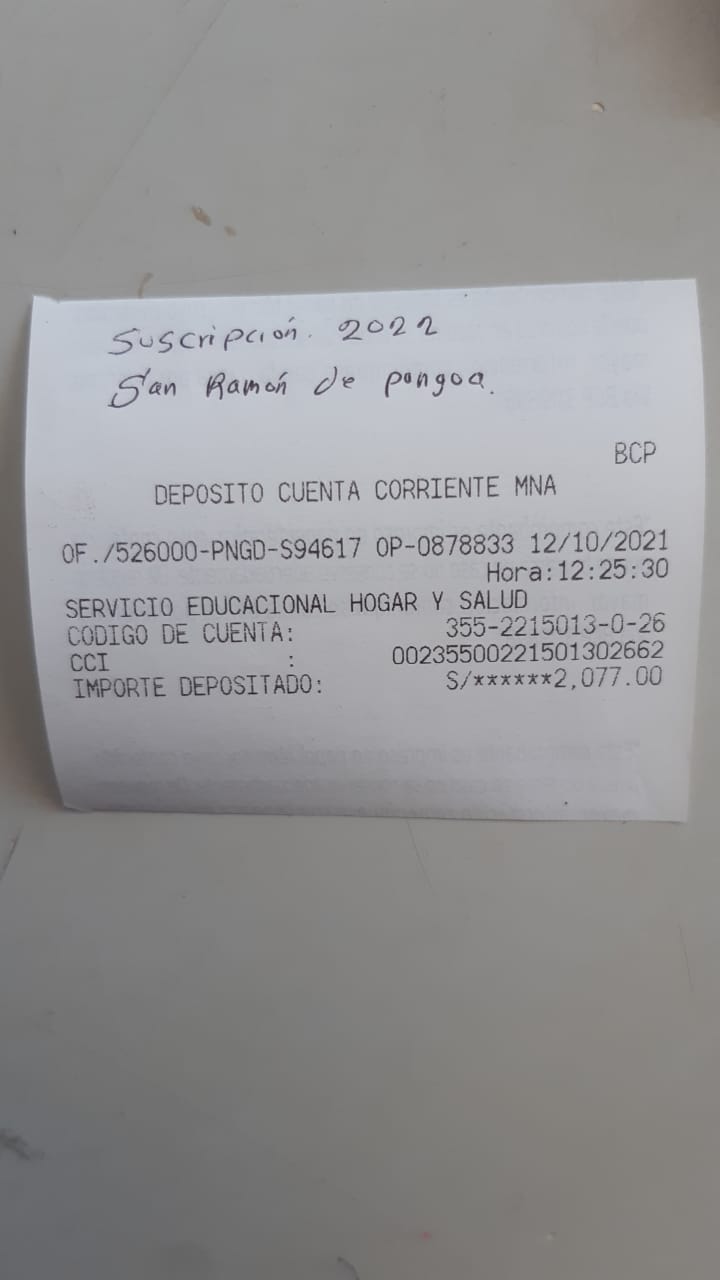 Suscripción. 2022
San Ramón de pangoa.
BCP
DEPOSITO CUENTA CORRIENTE MNA
OF./526000-PNGD-S94617 OP-0878833 12/10/2021
Hora:12:25:30
SERVICIO EDUCACIONAL HOGAR Y SALUD
CODIGO DE CUENTA: 355-2215013-0-26
CCI : 00235500221501302662
IMPORTE DEPOSITADO: S/******2,077.00